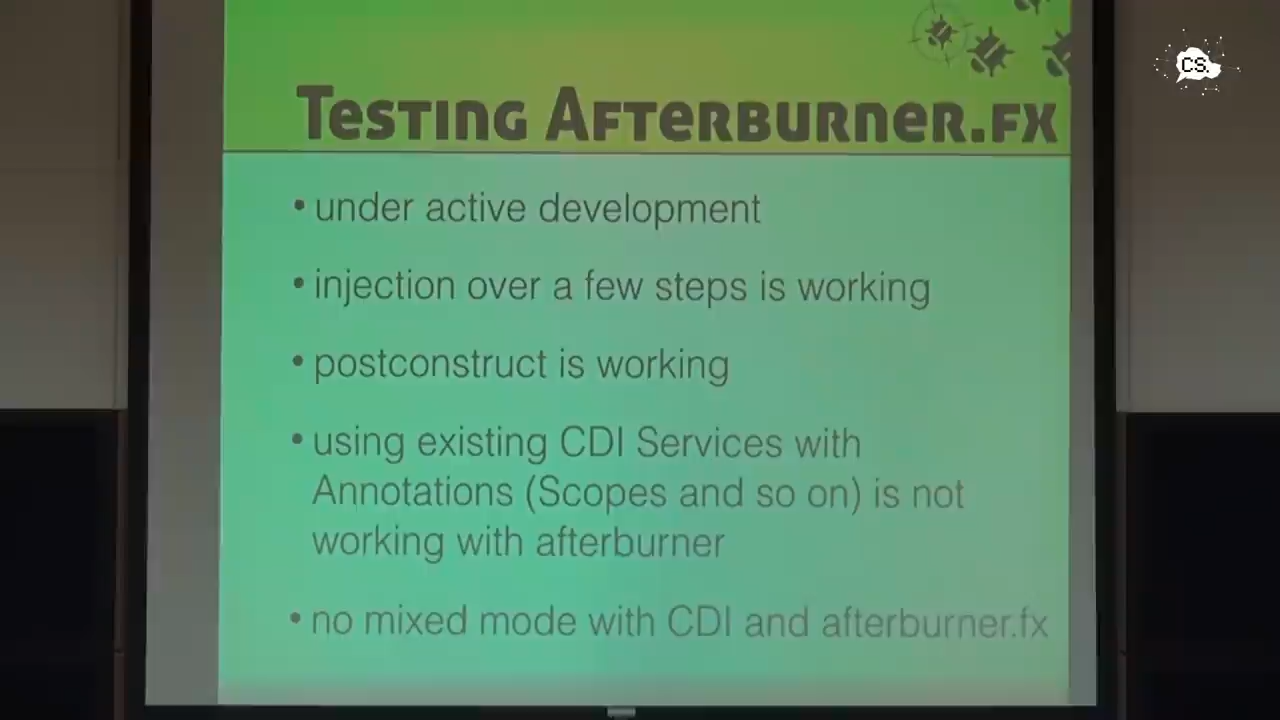 CS.
Testing Afterburner.fx
• under active development
• injection over a few steps is working
• postconstruct is working
• using existing CDI Services with
Annotations (Scopes and so on) is not
working with afterburner
• no mixed mode with CDI and afterburner.fx